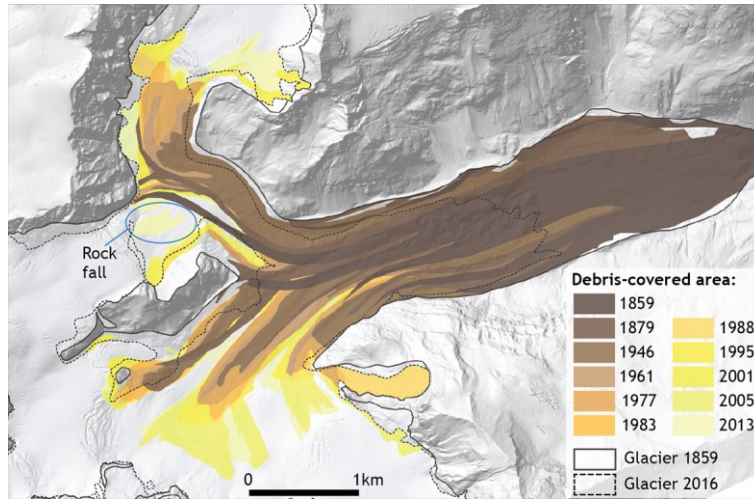 Rock
fall
Debris-covered area:
1859
1879
1946
1961
1977
1983
1988
1995
2001
2005
2013
Glacier 1859
Glacier 2016
0 1km